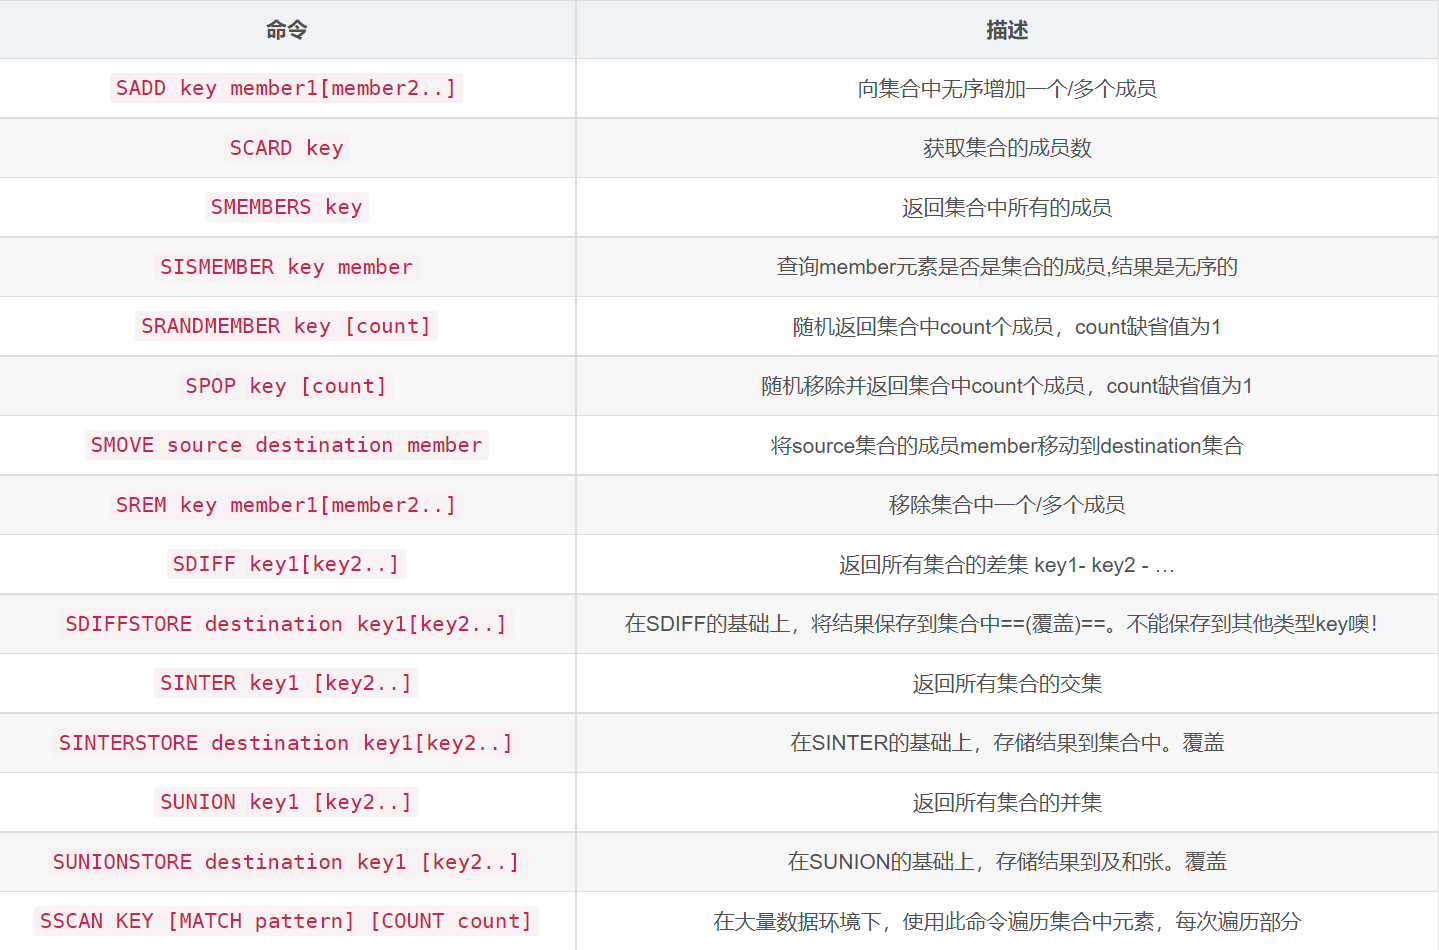 命令 描述
SADD key member1[member2..] 向集合中无序增加一个/多个成员
SCARD key 获取集合的成员数
SMEMBERS key 返回集合中所有的成员
SISMEMBER key member 查询member元素是否是集合的成员,结果是无序的
SRANDMEMBER key [count] 随机返回集合中count个成员，count缺省值为1
SPOP key [count] 随机移除并返回集合中count个成员，count缺省值为1
SMOVE source destination member 将source集合的成员member移动到destination集合
SREM key member1[member2..] 移除集合中一个/多个成员
SDIFF key1[key2..] 返回所有集合的差集 key1- key2 - …
SDIFFSTORE destination key1[key2..] 在SDIFF的基础上，将结果保存到集合中==(覆盖)==。不能保存到其他类型key噢！
SINTER key1 [key2..] 返回所有集合的交集
SINTERSTORE destination key1[key2..] 在SINTER的基础上，存储结果到集合中。覆盖
SUNION key1 [key2..] 返回所有集合的并集
SUNIONSTORE destination key1 [key2..] 在SUNION的基础上，存储结果到及和张。覆盖
SSCAN KEY [MATCH pattern] [COUNT count] 在大量数据环境下，使用此命令遍历集合中元素，每次遍历部分